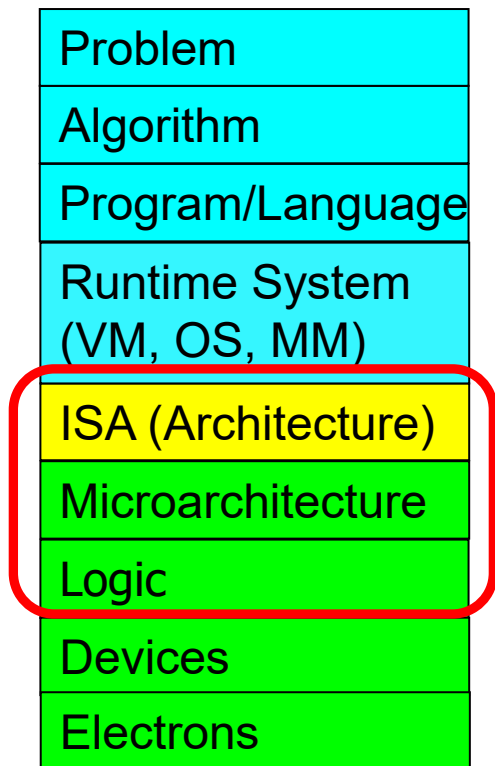 Problem
Algorithm
Program/Language
Runtime System
(VM, OS, MM)
ISA (Architecture)
Microarchitecture
Logic
Devices
Electrons